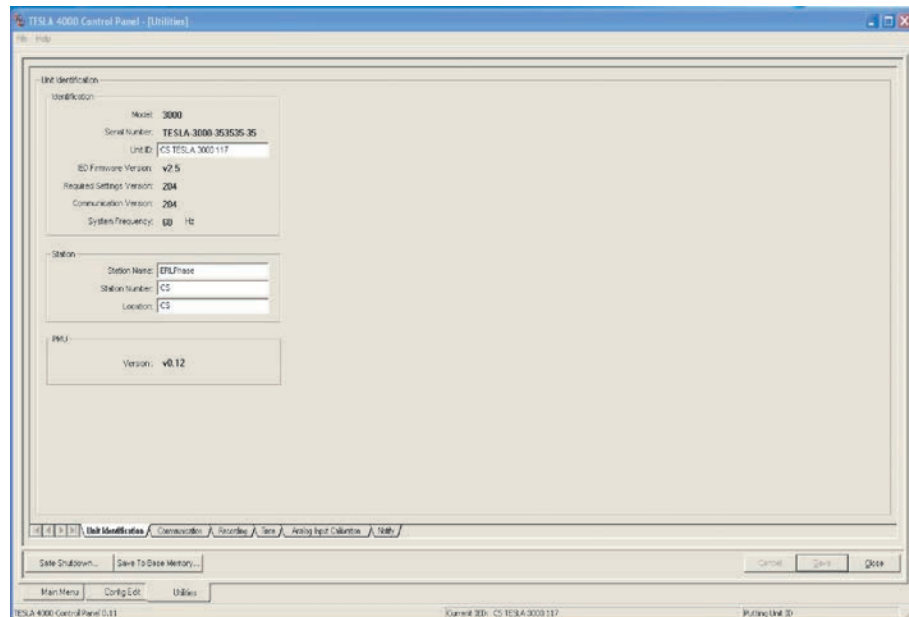 TESLA 4000 Control Panel - [Utilities]
File Help
Unit Identification
Identification
Model: 3000
Serial Number: TESLA-3000-353535-35
Unit ID: CS TESLA 3000 117
IED Firmware Version: v2.5
Required Settings Version: 204
Communication Version: 204
System Frequency: 60 Hz
Station
Station Name: ERLPhase
Station Number: CS
Location: CS
PMU
Version: v0.12
Unit Identification Communication Recording Time Analog Input Calibration Notify
Safe Shutdown... Save To Base Memory... Cancel Save Close
Main Menu Config Edit Utilities
TESLA 4000 Control Panel 0.11 Current IED: CS TESLA 3000 117 Putting Unit ID